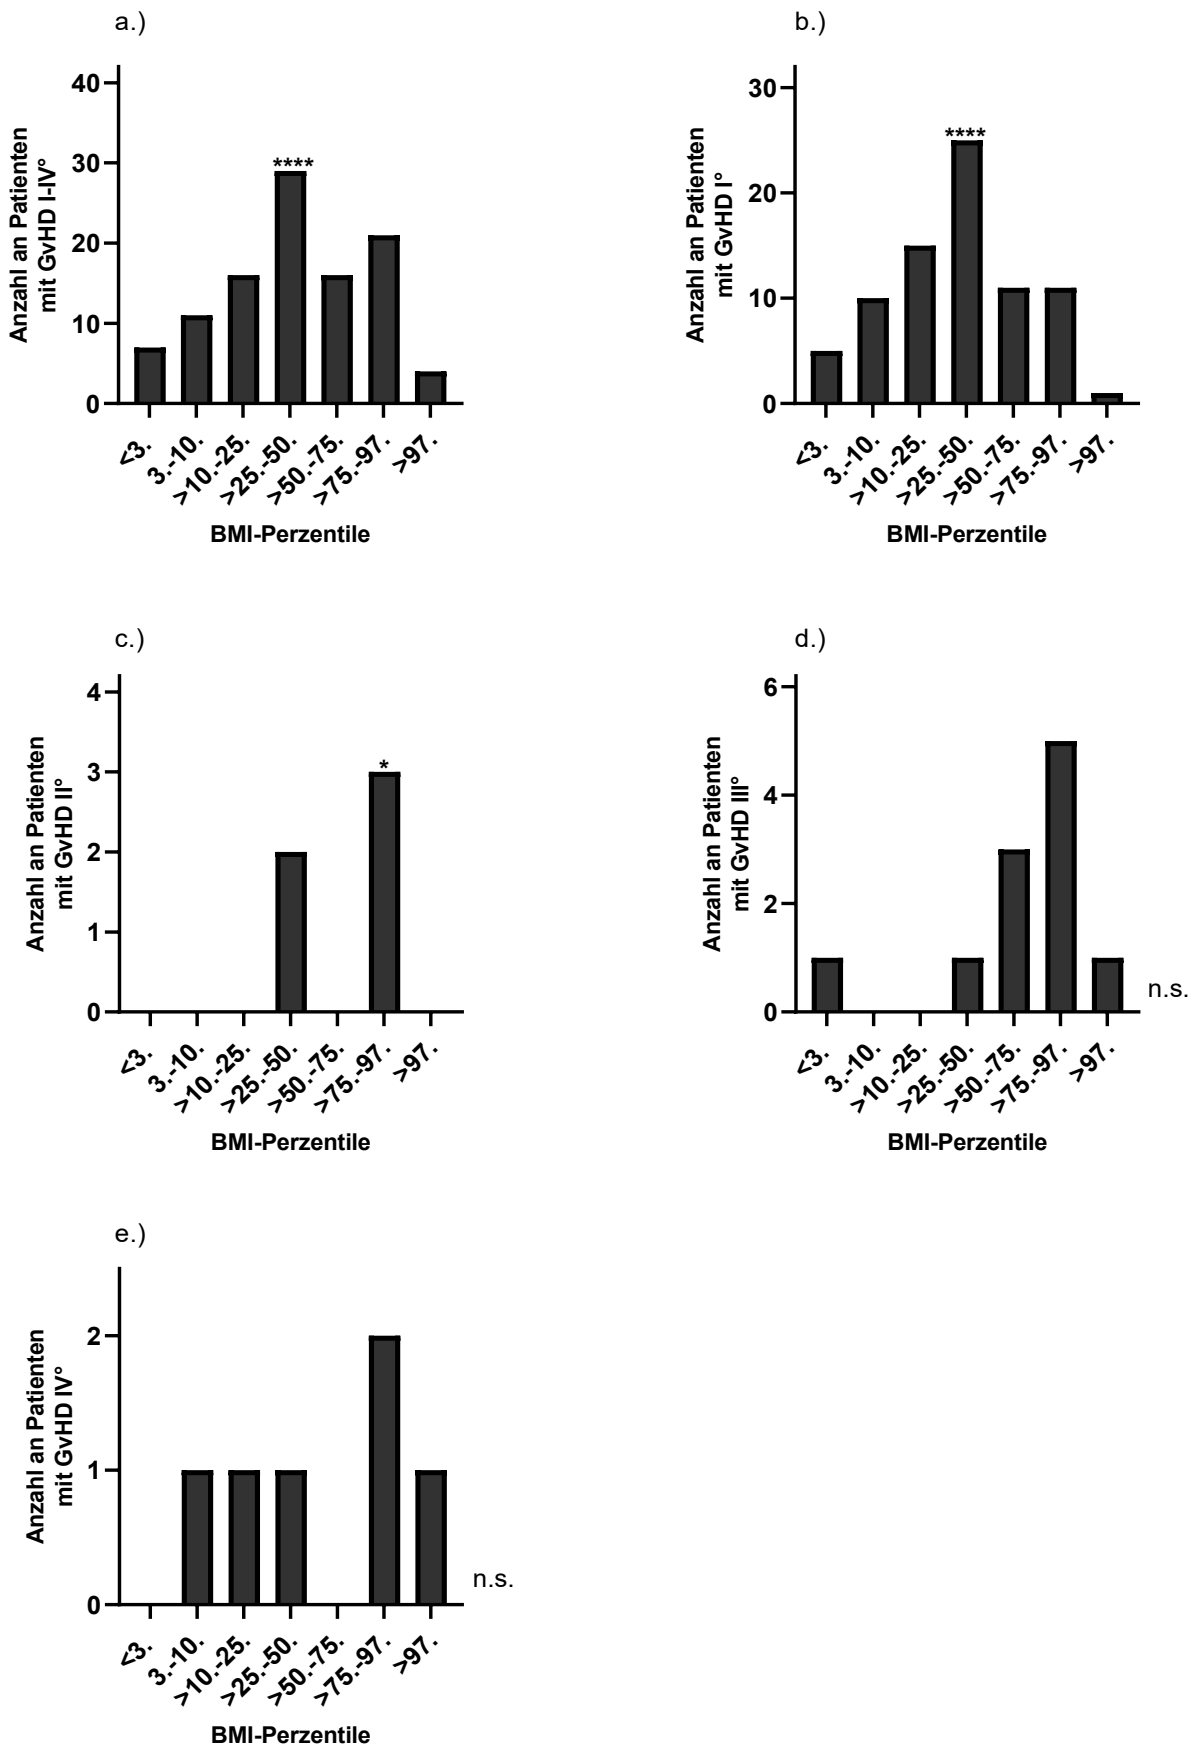 a.)
Anzahl an Patienten
mit GvHD I-IV°
40
30
20
10
0
****
<3.
3.-10.
>10.-25.
>25.-50.
>50.-75.
>75.-97.
>97.
BMI-Perzentile
b.)
Anzahl an Patienten
mit GvHD I°
30
20
10
0
****
<3.
3.-10.
>10.-25.
>25.-50.
>50.-75.
>75.-97.
>97.
BMI-Perzentile
c.)
Anzahl an Patienten
mit GvHD II°
4
3
2
1
0
*
<3.
3.-10.
>10.-25.
>25.-50.
>50.-75.
>75.-97.
>97.
BMI-Perzentile
d.)
Anzahl an Patienten
mit GvHD III°
6
4
2
0
n.s.
<3.
3.-10.
>10.-25.
>25.-50.
>50.-75.
>75.-97.
>97.
BMI-Perzentile
e.)
Anzahl an Patienten
mit GvHD IV°
2
1
0
n.s.
<3.
3.-10.
>10.-25.
>25.-50.
>50.-75.
>75.-97.
>97.
BMI-Perzentile